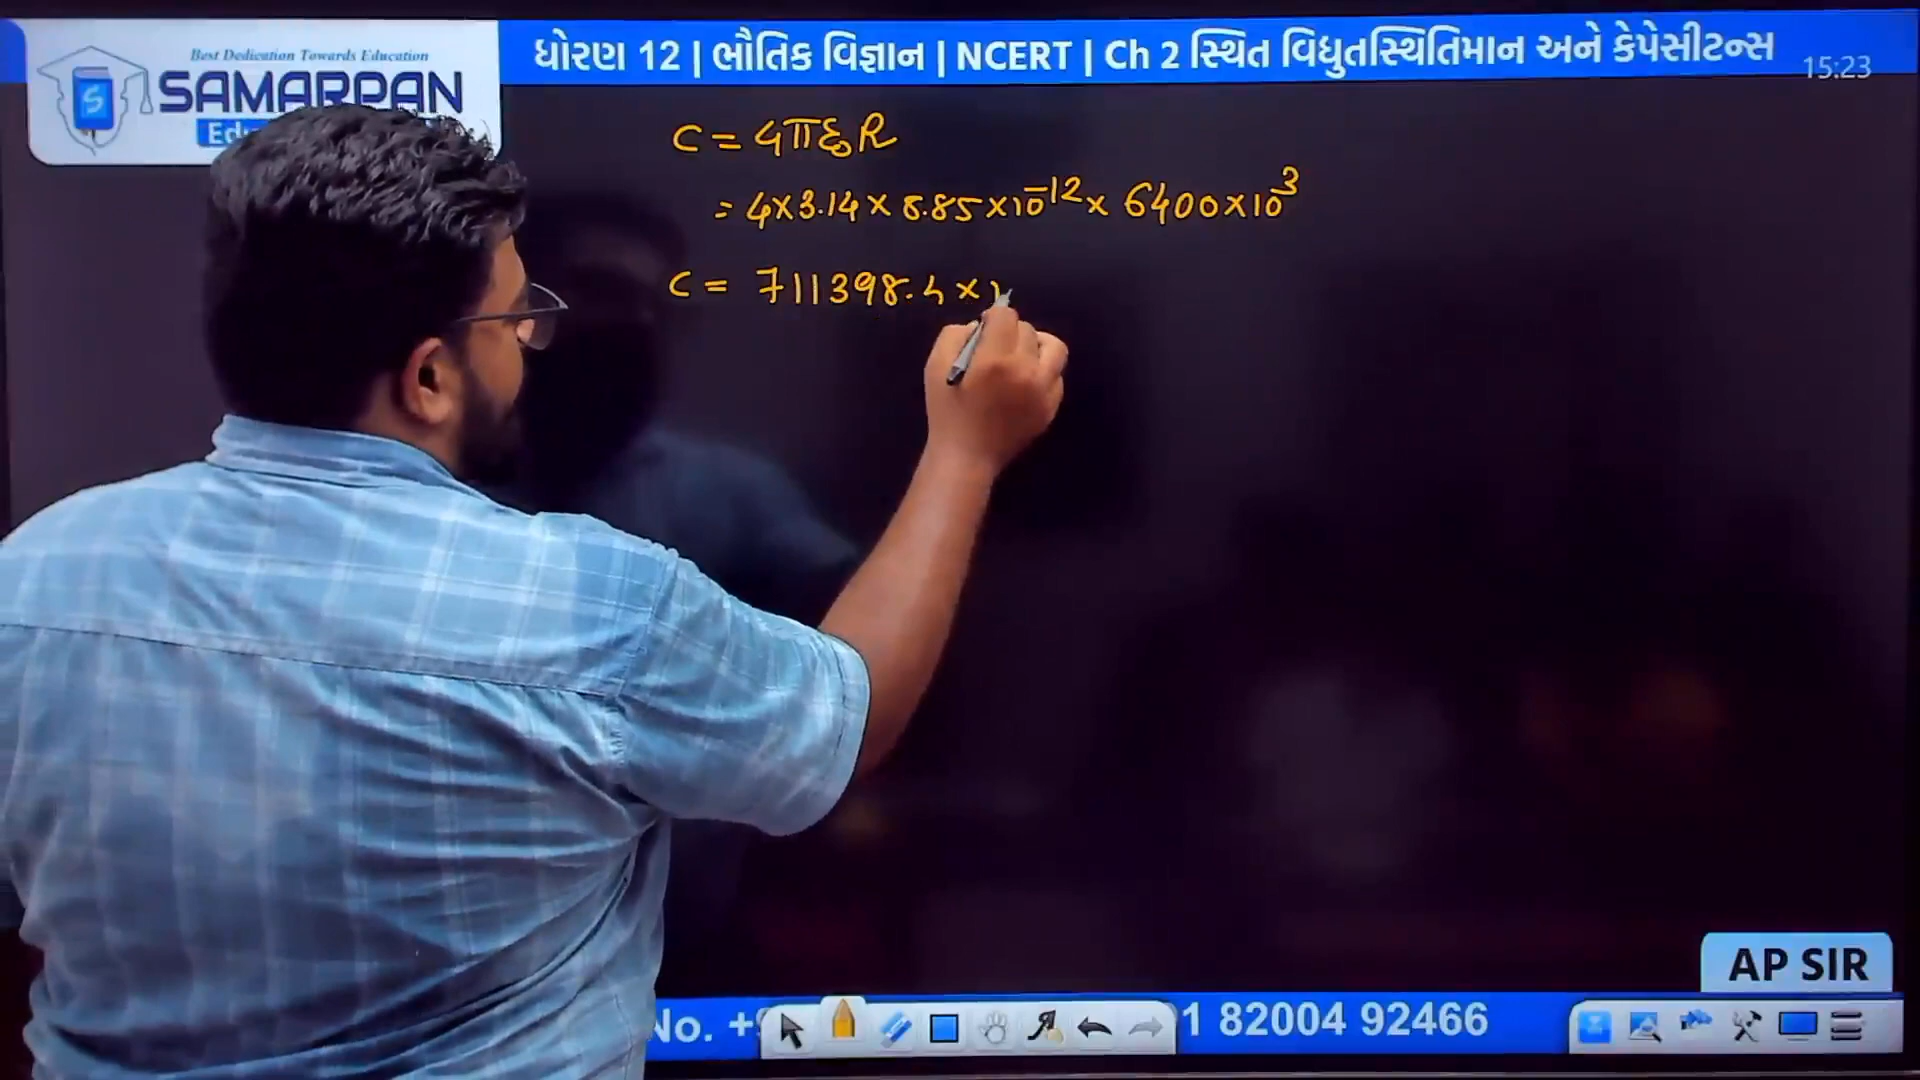 Best Dedication Towards Education
SAMARPAN
ધોરણ 12 | ભૌતિક વિજ્ઞાન | NCERT | Ch 2 સ્થિત વિદ્યુતસ્થિતિમાન અને કેપેસીટન્સ
15:23
C = 4πε₀R
= 4×3.14×8.85×10⁻¹²× 6400×10³
C = 711398.4×
AP SIR
No. +
1 82004 92466